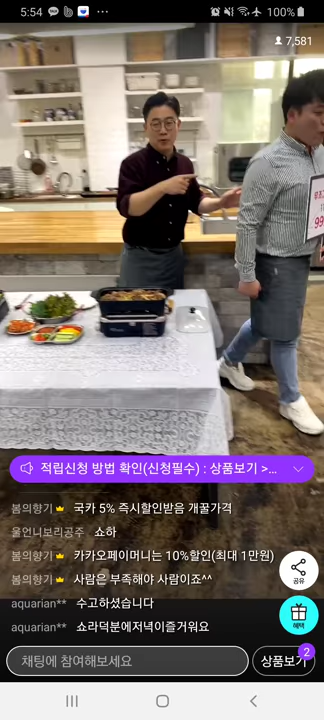 5:54
100%
7,581
99
적립신청 방법 확인(신청필수) : 상품보기 >...
봄의향기 국카 5% 즉시할인받음 개꿀가격
울언니보리공주 쇼하
봄의향기 카카오페이머니는 10%할인(최대 1만원)
봄의향기 사람은 부족해야 사람이죠^^
공유
aquarian** 수고하셨습니다
aquarian** 쇼라덕분에저녁이즐거워요
혜택
2
채팅에 참여해보세요
상품보기